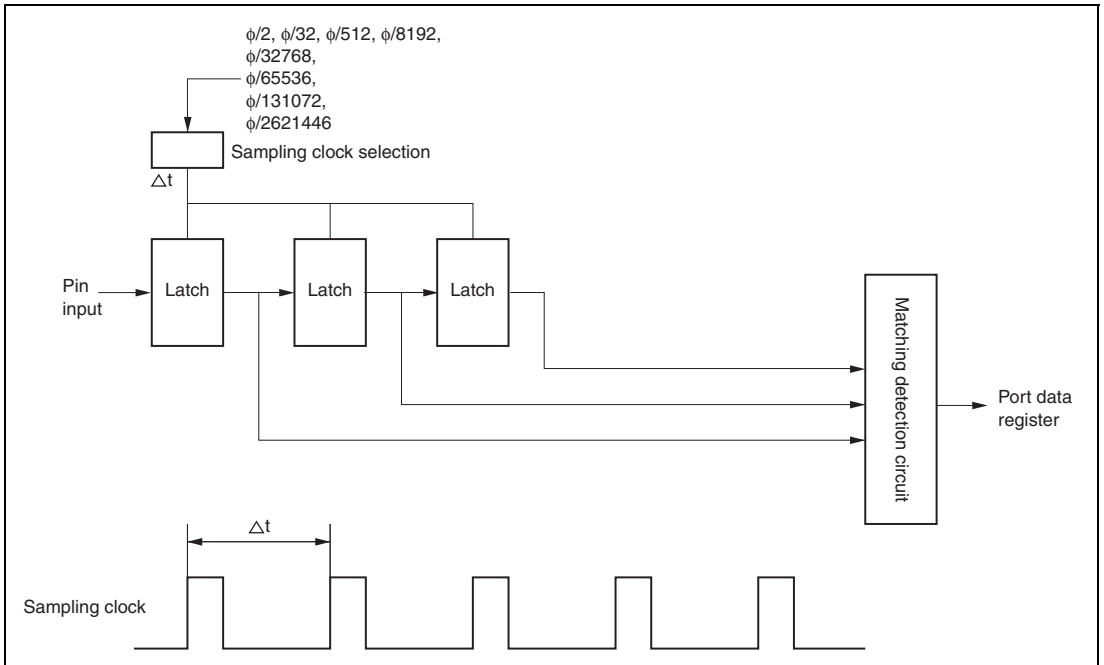 ϕ/2, ϕ/32, ϕ/512, ϕ/8192,
ϕ/32768,
ϕ/65536,
ϕ/131072,
ϕ/2621446
Sampling clock selection
△t
Pin
input
Latch
Latch
Latch
Matching detection circuit
Port data
register
△t
Sampling clock